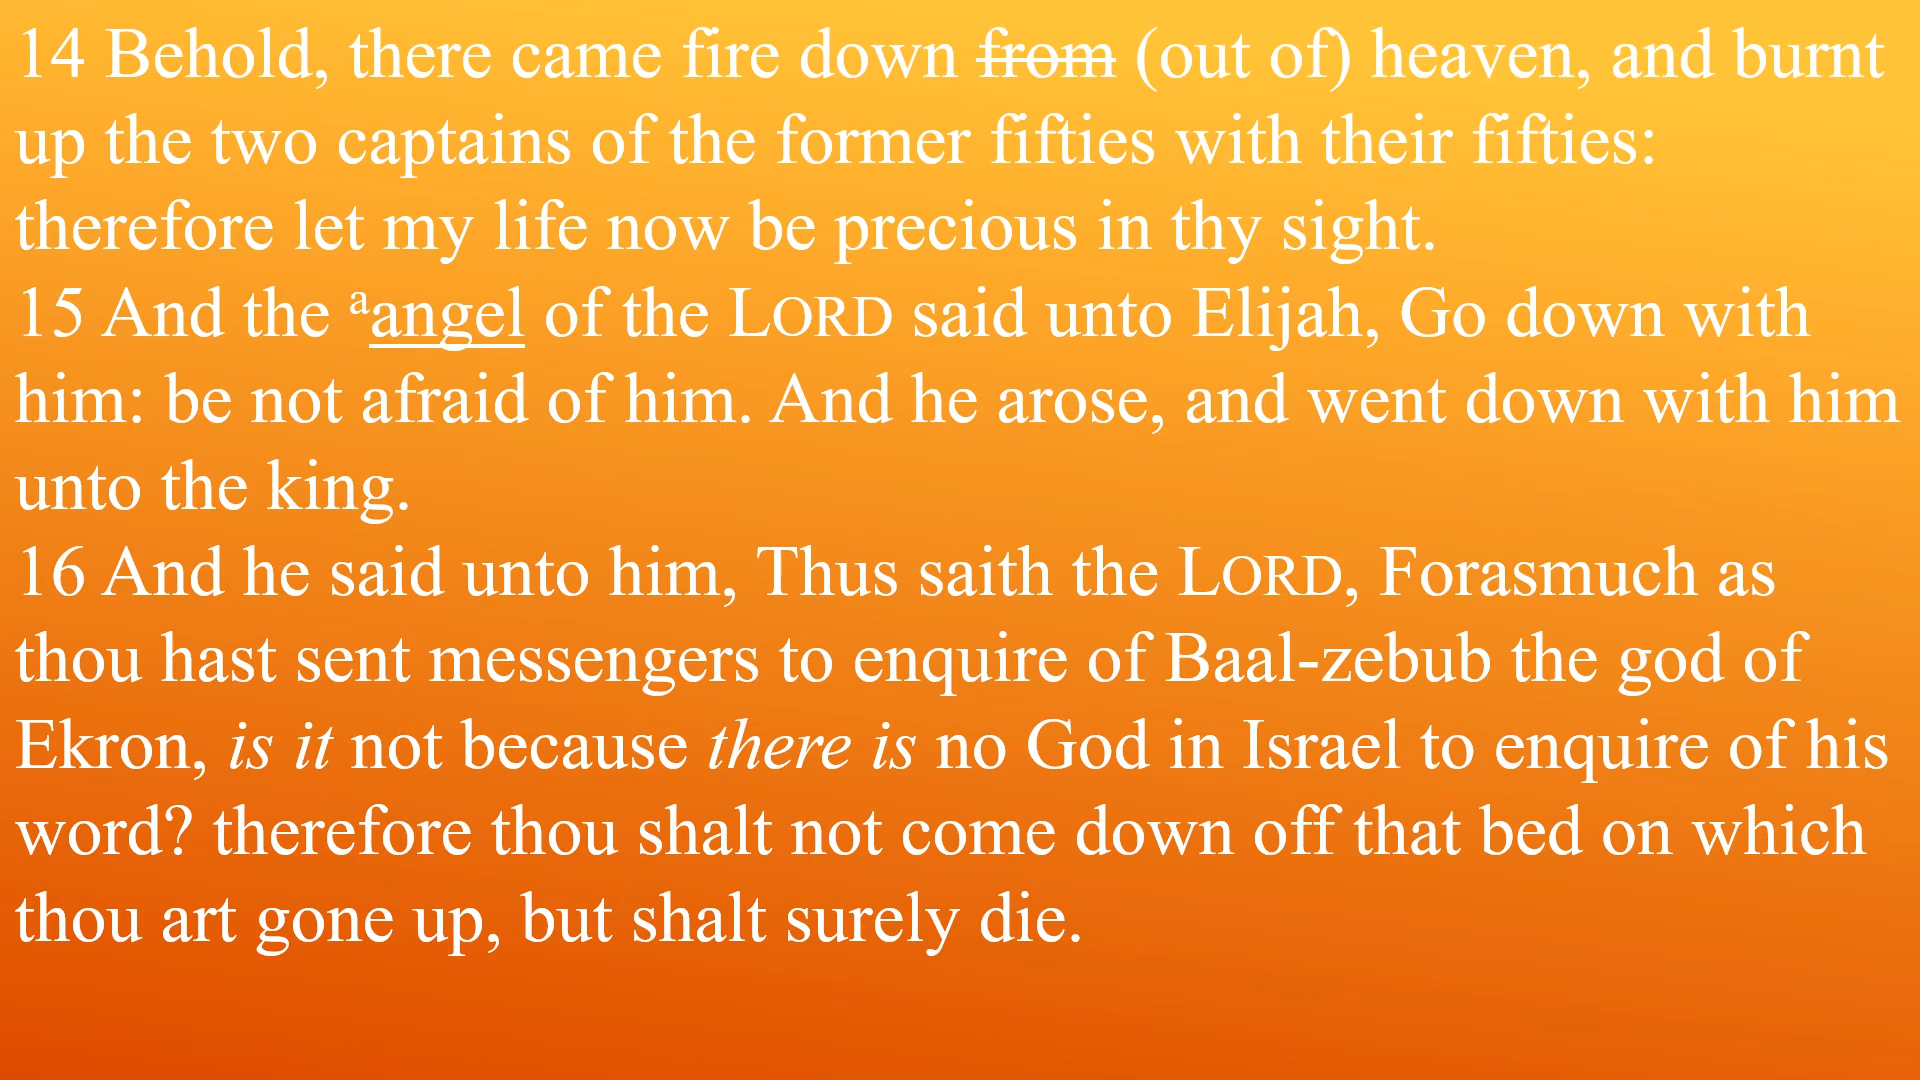 14 Behold, there came fire down from (out of) heaven, and burnt
up the two captains of the former fifties with their fifties:
therefore let my life now be precious in thy sight.
15 And the aangel of the LORD said unto Elijah, Go down with
him: be not afraid of him. And he arose, and went down with him
unto the king.
16 And he said unto him, Thus saith the LORD, Forasmuch as
thou hast sent messengers to enquire of Baal-zebub the god of
Ekron, is it not because there is no God in Israel to enquire of his
word? therefore thou shalt not come down off that bed on which
thou art gone up, but shalt surely die.